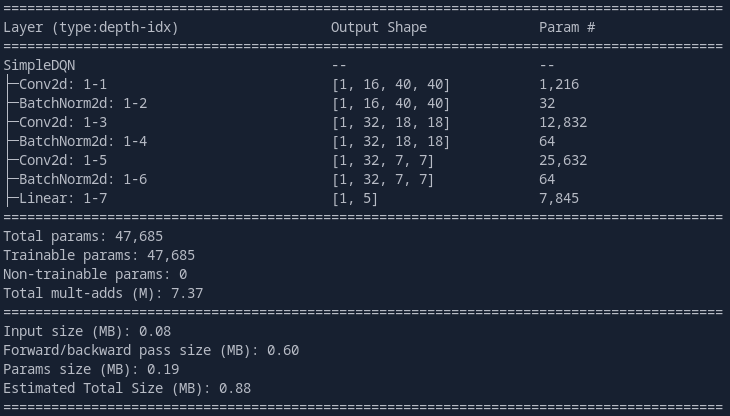 ==========================================================================================
Layer (type:depth-idx)                   Output Shape              Param #
==========================================================================================
SimpleDQN                                --                        --
├─Conv2d: 1-1                            [1, 16, 40, 40]           1,216
├─BatchNorm2d: 1-2                       [1, 16, 40, 40]           32
├─Conv2d: 1-3                            [1, 32, 18, 18]           12,832
├─BatchNorm2d: 1-4                       [1, 32, 18, 18]           64
├─Conv2d: 1-5                            [1, 32, 7, 7]             25,632
├─BatchNorm2d: 1-6                       [1, 32, 7, 7]             64
├─Linear: 1-7                            [1, 5]                    7,845
==========================================================================================
Total params: 47,685
Trainable params: 47,685
Non-trainable params: 0
Total mult-adds (M): 7.37
==========================================================================================
Input size (MB): 0.08
Forward/backward pass size (MB): 0.60
Params size (MB): 0.19
Estimated Total Size (MB): 0.88
==========================================================================================